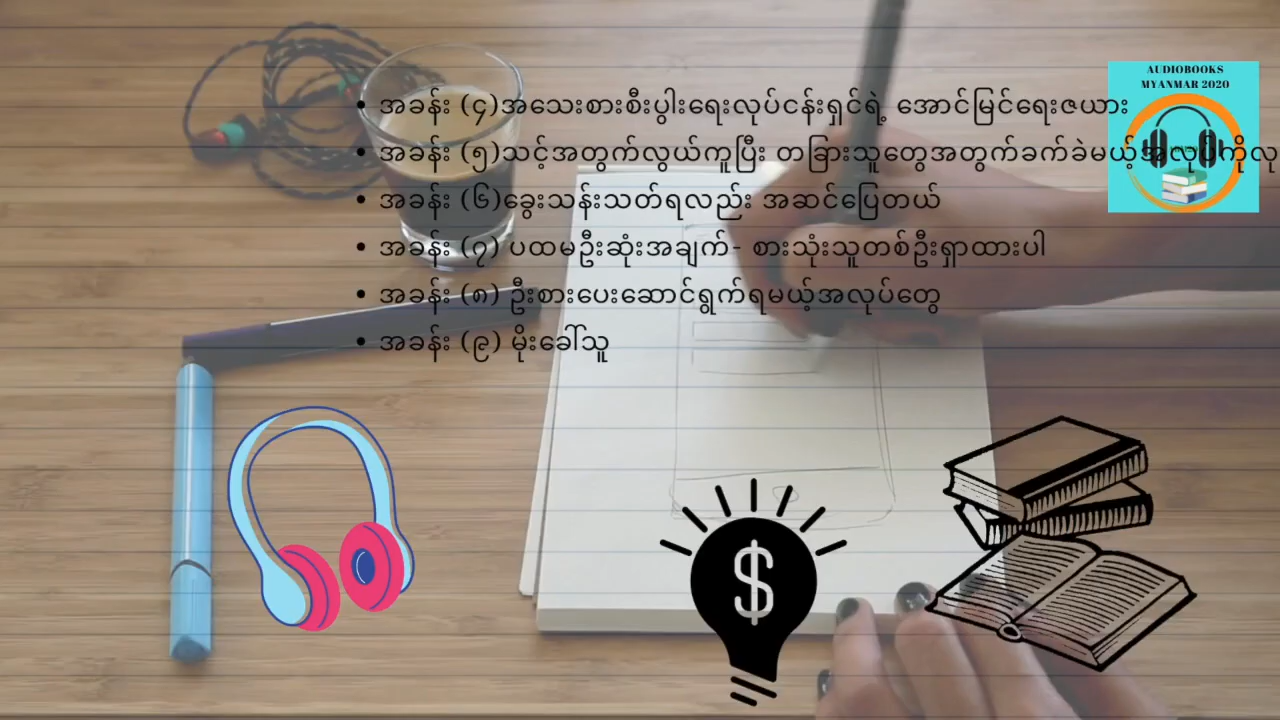 AUDIOBOOKS
MYANMAR 2020
• အခန်း (၄)အသေးစားစီးပွါးရေးလုပ်ငန်းရှင်ရဲ့ အောင်မြင်ရေးဇယား
• အခန်း (၅)သင့်အတွက်လွယ်ကူပြီး တခြားသူတွေအတွက်ခက်ခဲမယ့်အလုပ်ကိုလု
• အခန်း (၆)ခွေးသန်းသတ်ရလည်း အဆင်ပြေတယ်
• အခန်း (၇) ပထမဦးဆုံးအချက်- စားသုံးသူတစ်ဦးရှာထားပါ
• အခန်း (၈) ဦးစားပေးဆောင်ရွက်ရမယ့်အလုပ်တွေ
• အခန်း (၉) မိုးခေါ်သူ
$